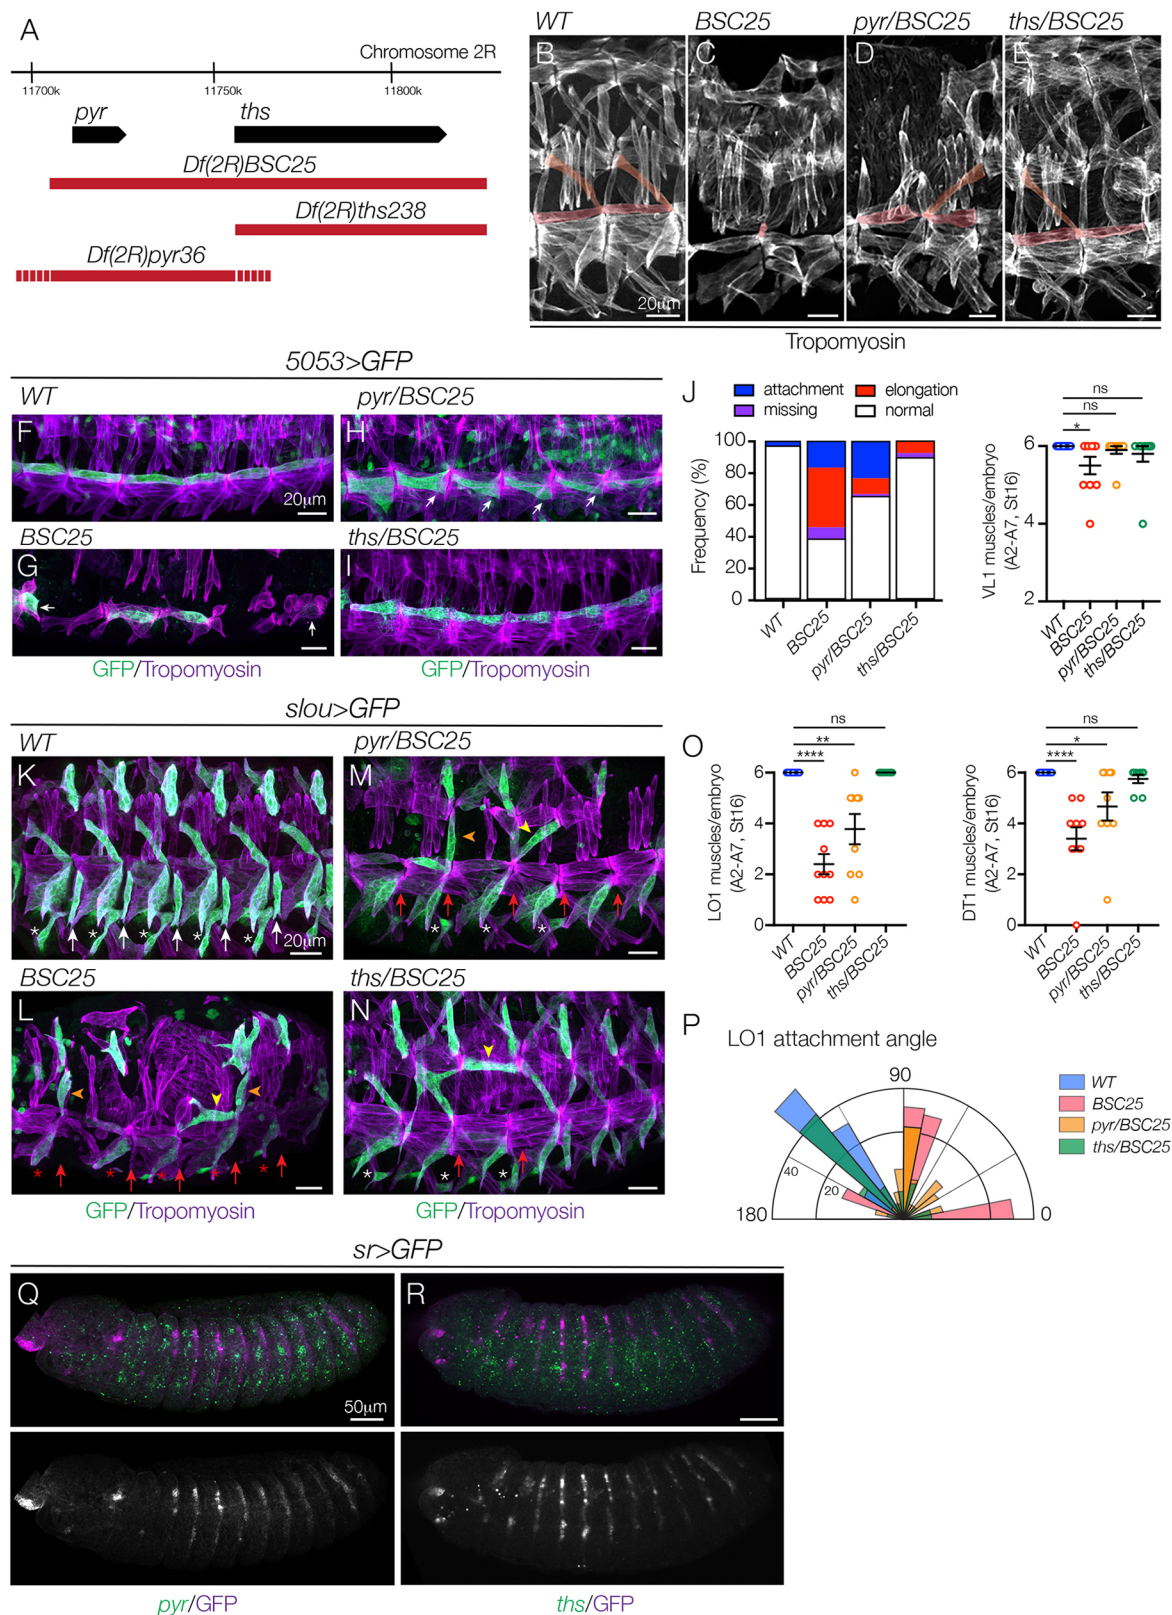 A
Chromosome 2R
11700k 11750k 11800k
pyr ths
Df(2R)BSC25
Df(2R)ths238
Df(2R)pyr36
WT BSC25 pyr/BSC25 ths/BSC25
B C D E
20μm
Tropomyosin
5053>GFP
WT pyr/BSC25
F H
20μm
BSC25 ths/BSC25
G I
GFP/Tropomyosin GFP/Tropomyosin
J
attachment elongation
missing normal
Frequency (%)
100
80
60
40
20
0
WT BSC25 pyr/BSC25 ths/BSC25
ns
ns
*
VL1 muscles/embryo
(A2-A7, St16)
6
4
2
WT BSC25 pyr/BSC25 ths/BSC25
slou>GFP
WT pyr/BSC25
K M
* * * * *
20μm
* * *
BSC25 ths/BSC25
L N
* * * *
* * *
GFP/Tropomyosin GFP/Tropomyosin
O
ns
**
****
LO1 muscles/embryo
(A2-A7, St16)
6
4
2
0
WT BSC25 pyr/BSC25 ths/BSC25
ns
*
****
DT1 muscles/embryo
(A2-A7, St16)
6
4
2
0
WT BSC25 pyr/BSC25 ths/BSC25
P
LO1 attachment angle
90
40
20
180 0
WT
BSC25
pyr/BSC25
ths/BSC25
sr>GFP
Q R
50μm
pyr/GFP ths/GFP